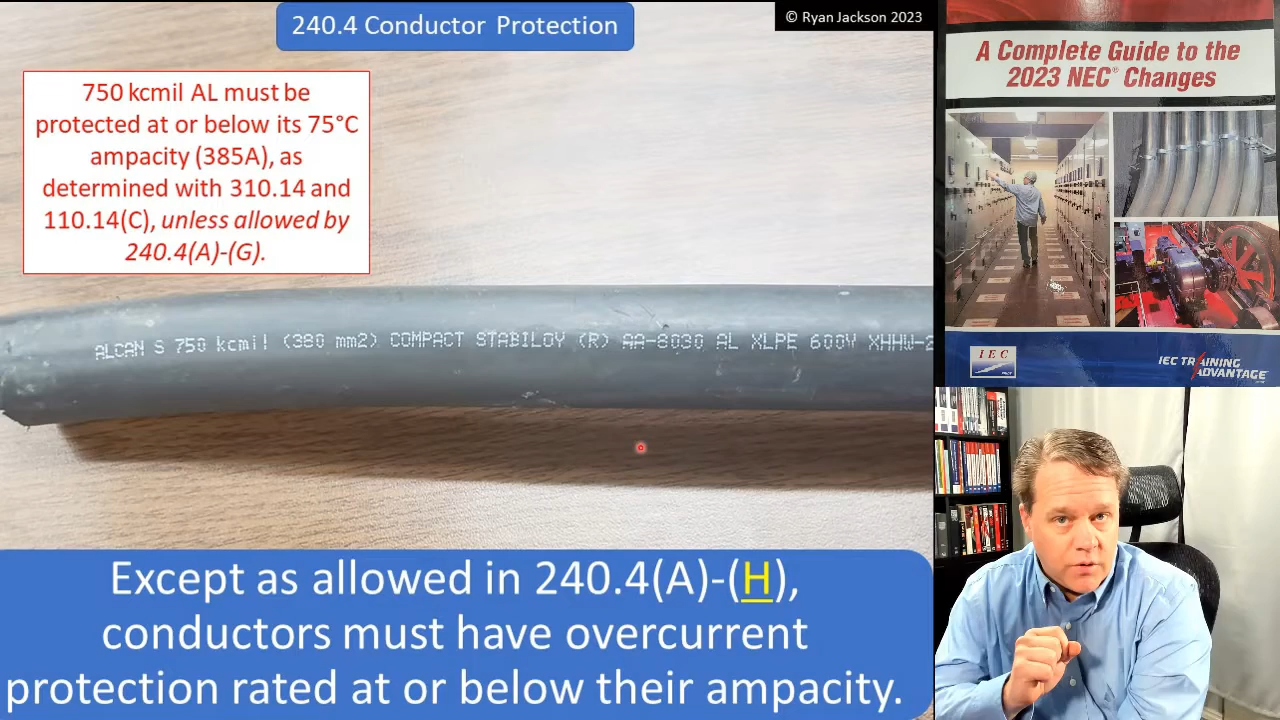 240.4 Conductor Protection
© Ryan Jackson 2023
750 kcmil AL must be
protected at or below its 75°C
ampacity (385A), as
determined with 310.14 and
110.14(C), unless allowed by
240.4(A)-(G).
ALCAN S 750 kcmil (380 mm2) COMPACT STABILOY (R) AA-8030 AL XLPE 600V XHHW-2
Except as allowed in 240.4(A)-(H),
conductors must have overcurrent
protection rated at or below their ampacity.
A Complete Guide to the
2023 NEC® Changes
IEC
IEC TRAINING
ADVANTAGE